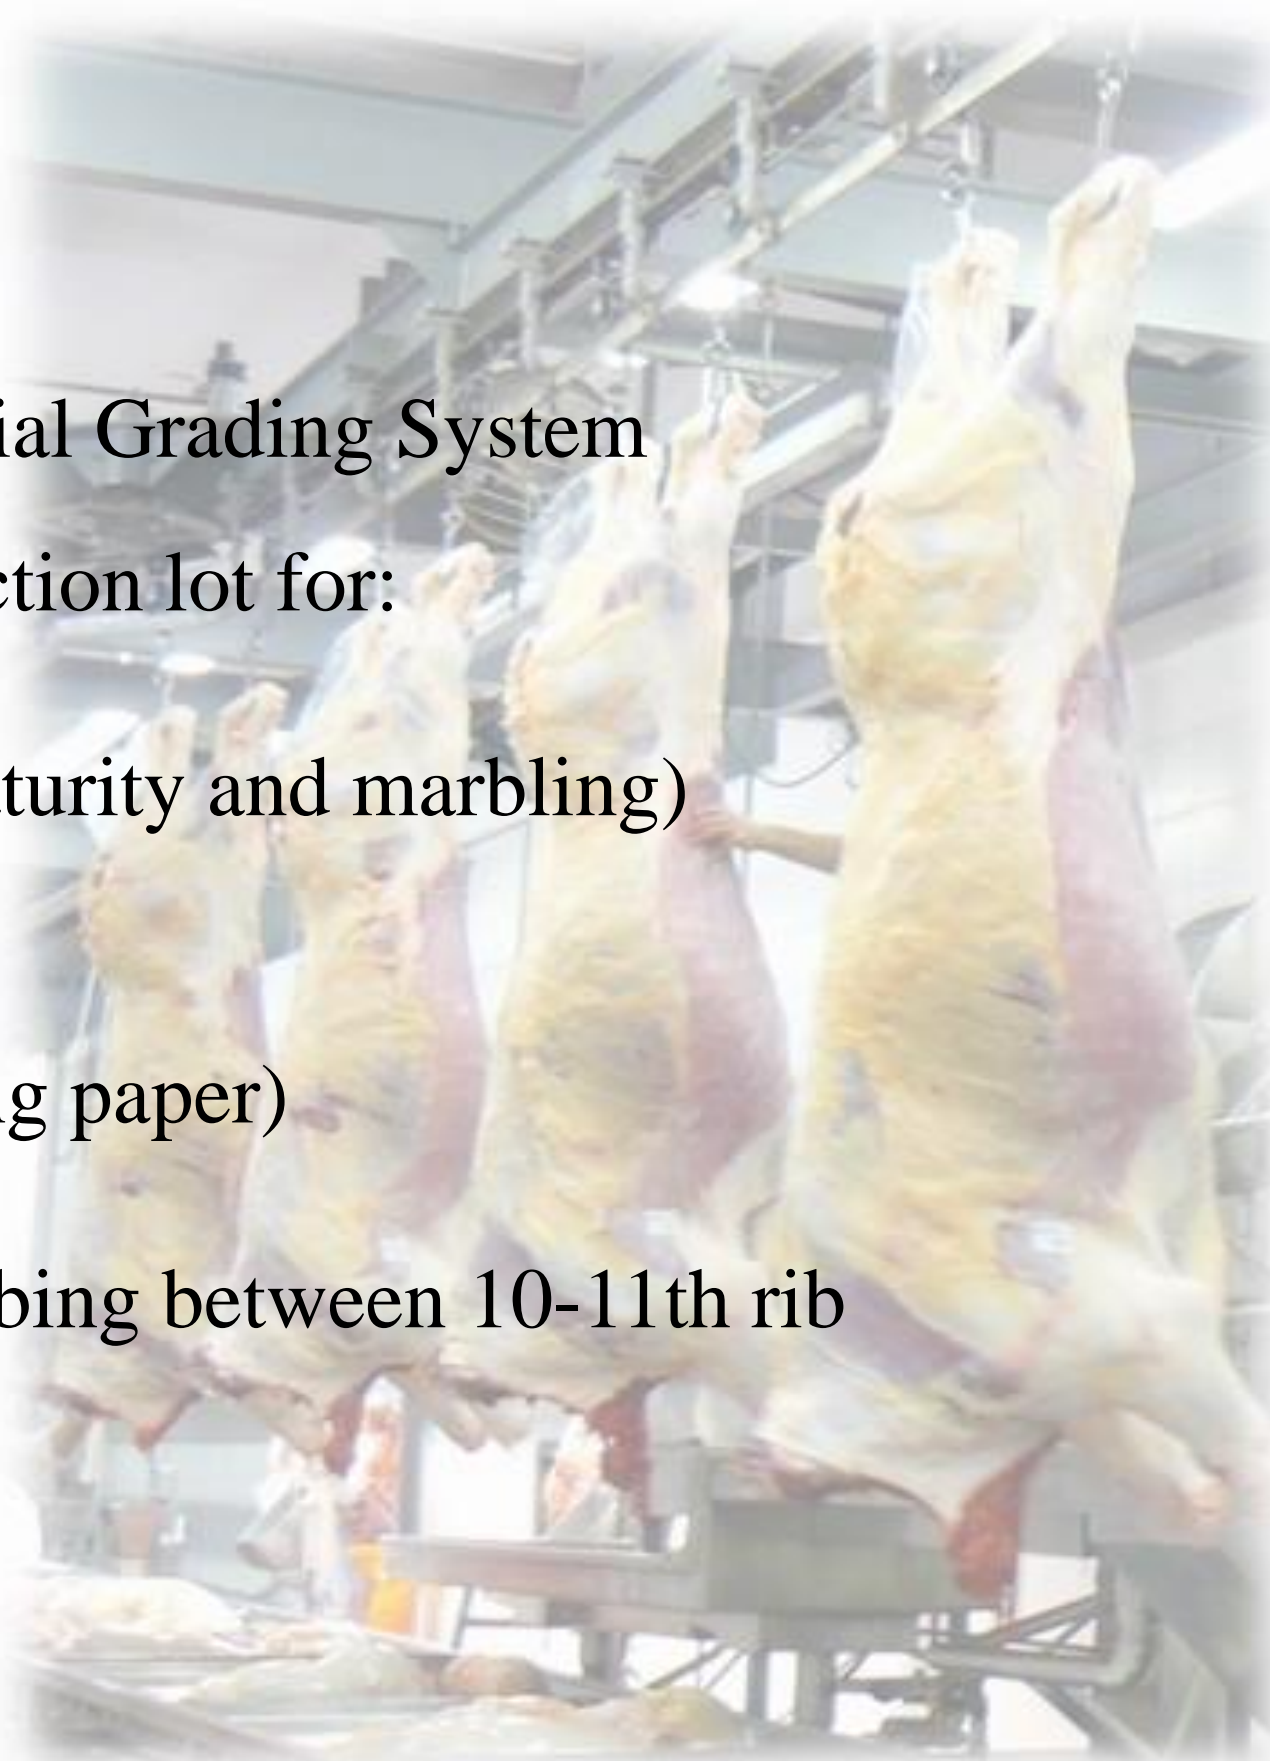 ial Grading System
ction lot for:
turity and marbling)
g paper)
bing between 10-11th rib